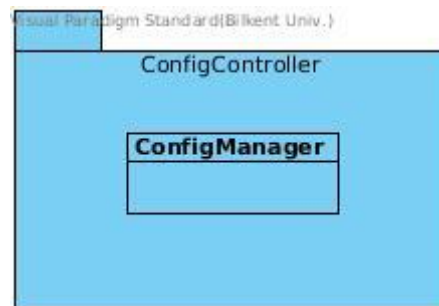 Visual Paradigm Standard(Bilkent Univ.)
ConfigController
ConfigManager